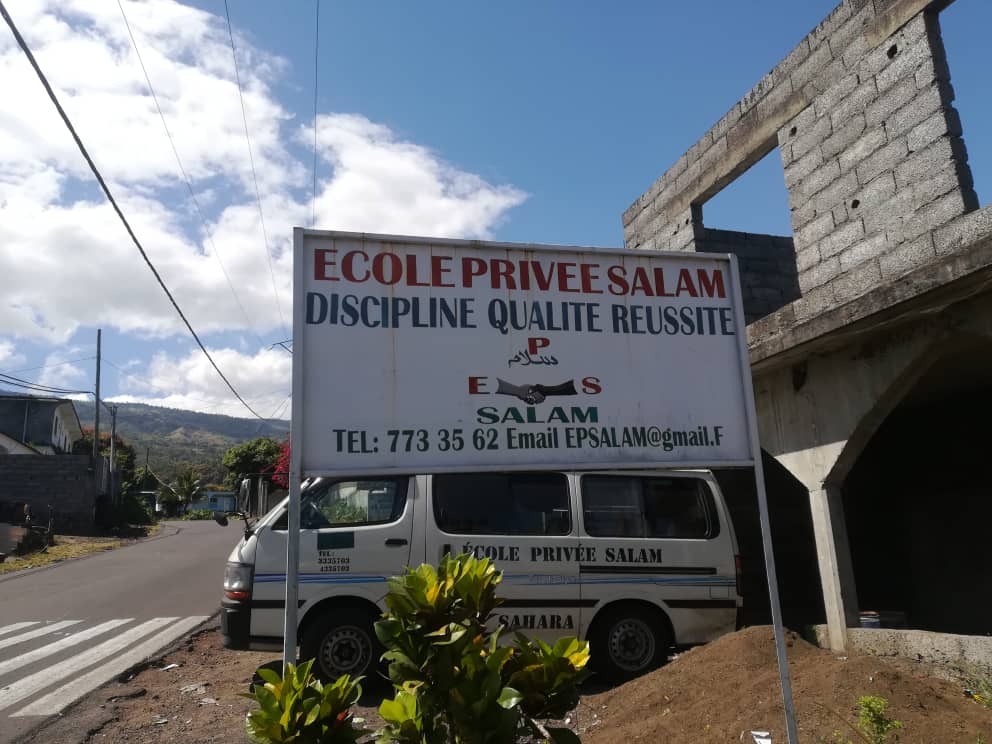 ECOLE PRIVEE SALAM
DISCIPLINE QUALITE REUSSITE
P
سلام
E S
SALAM
TEL: 773 35 62 Email EPSALAM@gmail.F
TEL:
3335703
4335703
ÉCOLE PRIVÉE SALAM
SAHARA